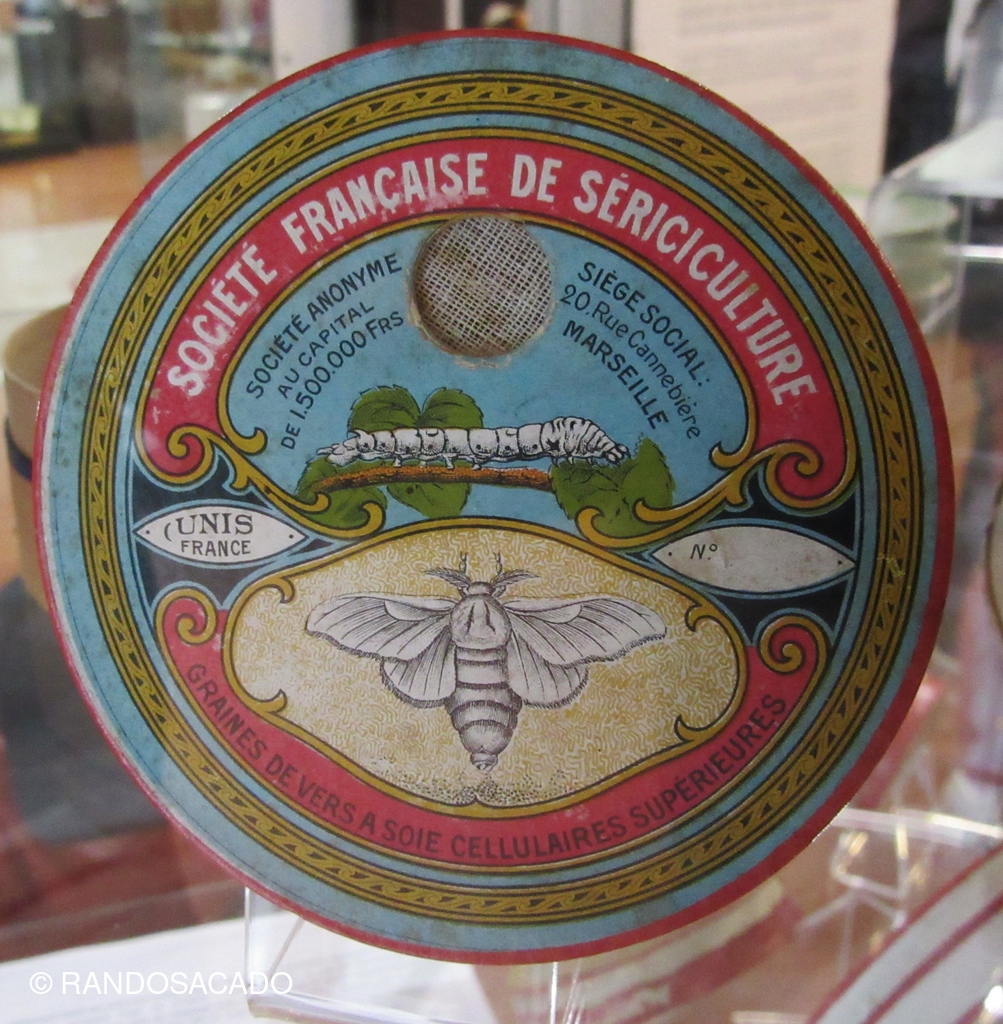 SOCIÉTÉ FRANÇAISE DE SÉRICICULTURE
SOCIÉTÉ ANONYME
AU CAPITAL
DE 1.500.000 FRS
SIÈGE SOCIAL:
20.Rue Cannebière
MARSEILLE
UNIS
FRANCE
N°
GRAINES DE VERS A SOIE CELLULAIRES SUPÉRIEURES
© RANDOSACADO